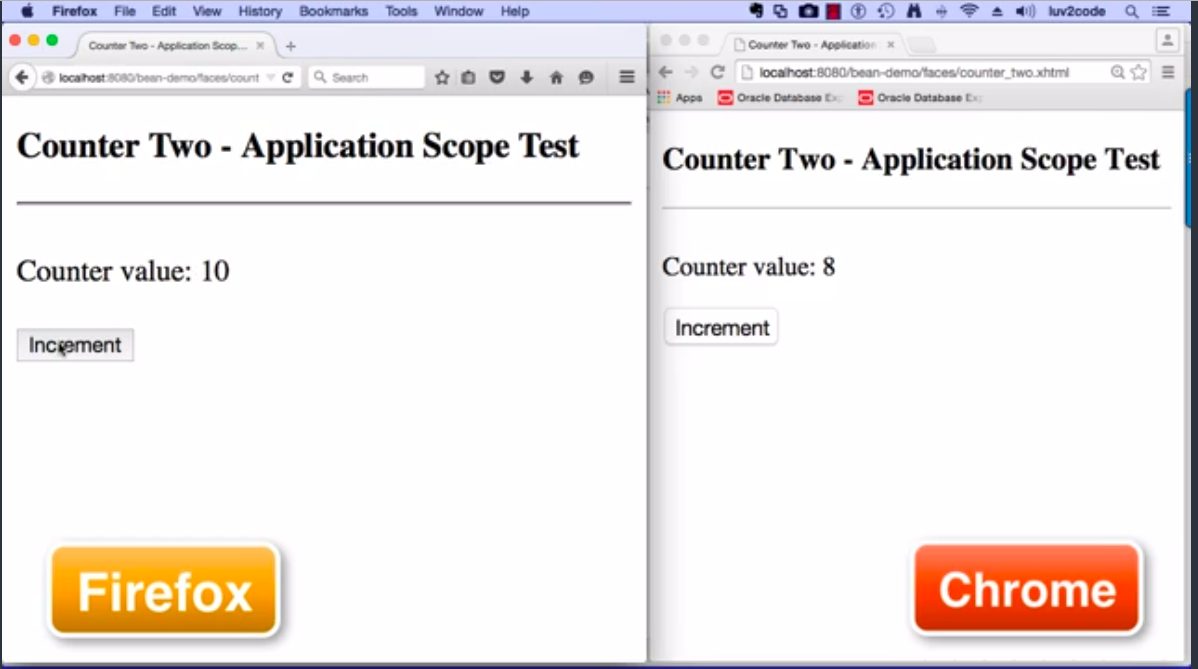 Firefox File Edit View History Bookmarks Tools Window Help luv2code
Counter Two - Application Scop...
localhost:8080/bean-demo/faces/count
Search
Counter Two - Application Scope Test
Counter value: 10
Increment
Firefox
Counter Two - Application
localhost:8080/bean-demo/faces/counter_two.xhtml
Apps Oracle Database Oracle Database
Counter Two - Application Scope Test
Counter value: 8
Increment
Chrome